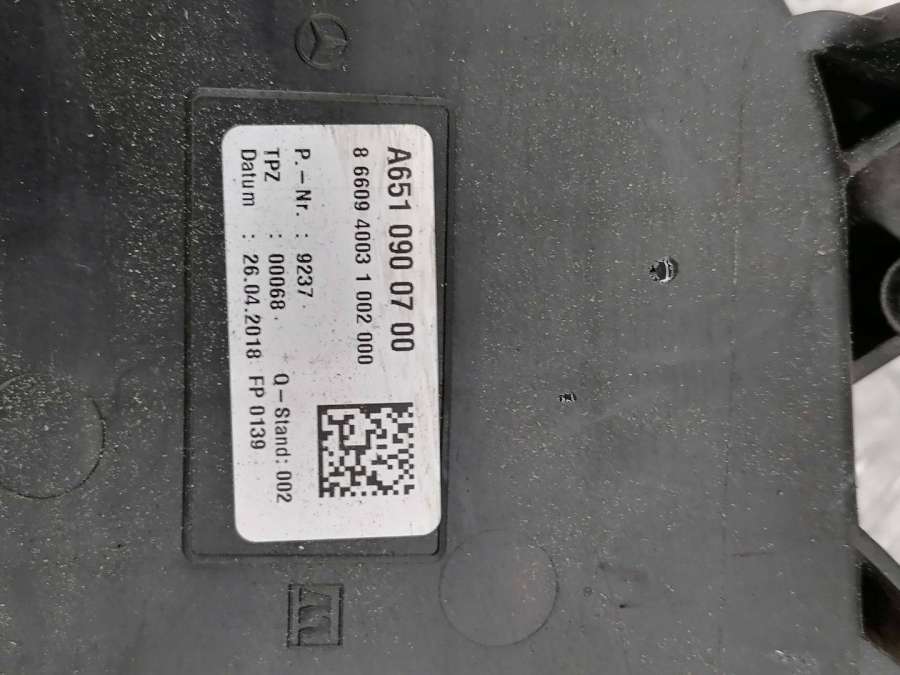 A651 090 07 00
8 66094 4003 1 002 000
P.-Nr. : 9237.
TPZ : 00068. Q-Stand: 002
Datum : 26.04.2018 FP 0139